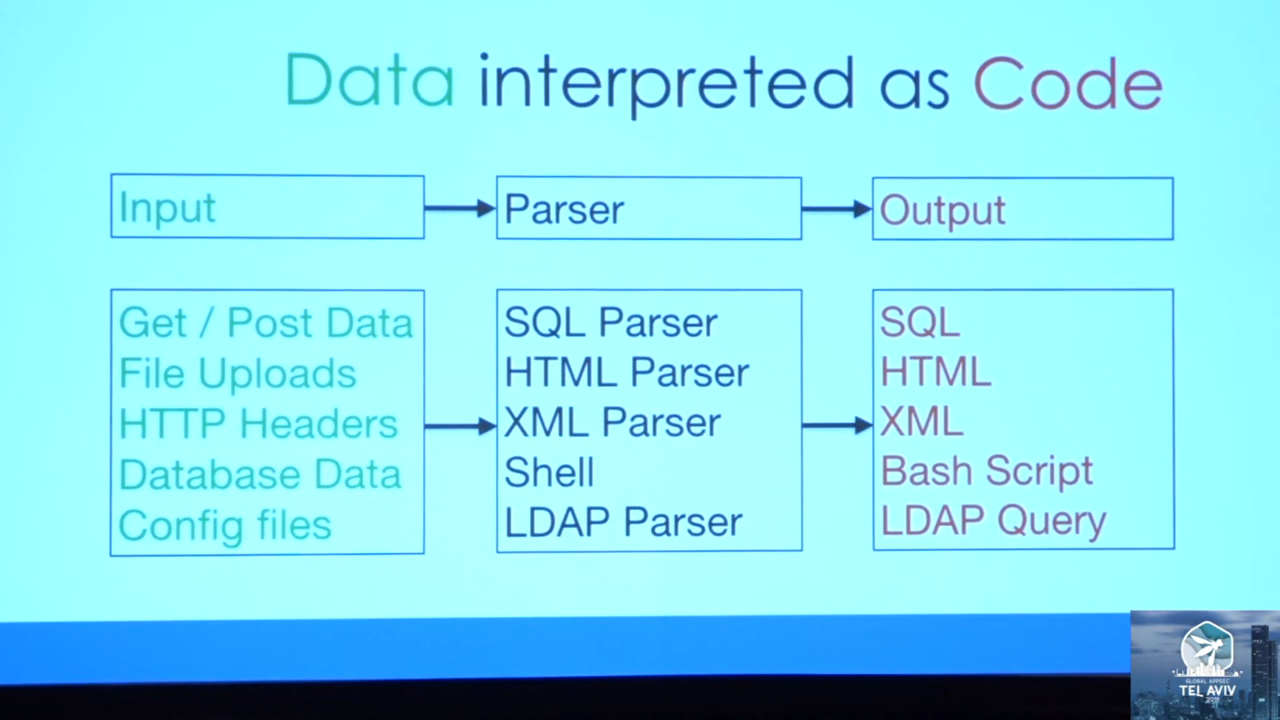 Data interpreted as Code
Input
Parser
Output
Get / Post Data
File Uploads
HTTP Headers
Database Data
Config files
SQL Parser
HTML Parser
XML Parser
Shell
LDAP Parser
SQL
HTML
XML
Bash Script
LDAP Query
GLOBAL APPSEC
TEL AVIV